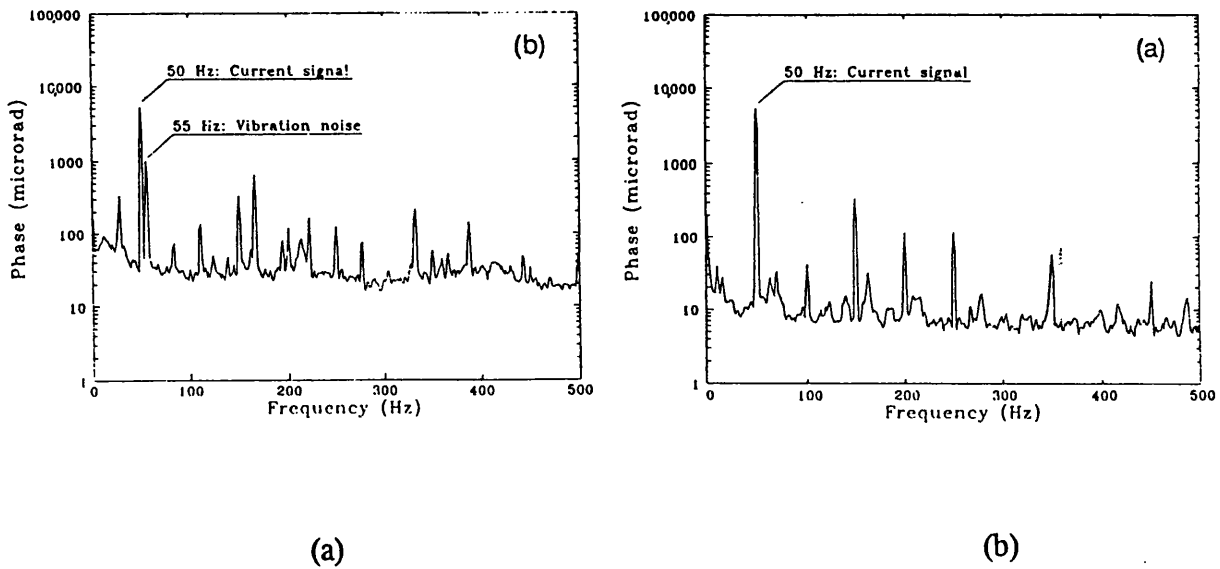 100,000
10,000
1000
100
10
1
Phase (microrad)
(b)
50 Hz: Current signal
55 Hz: Vibration noise
0 100 200 300 400 500
Frequency (Hz)
(a)
100,000
10,000
1000
100
10
1
Phase (microrad)
(a)
50 Hz: Current signal
0 100 200 300 400 500
Frequency (Hz)
(b)